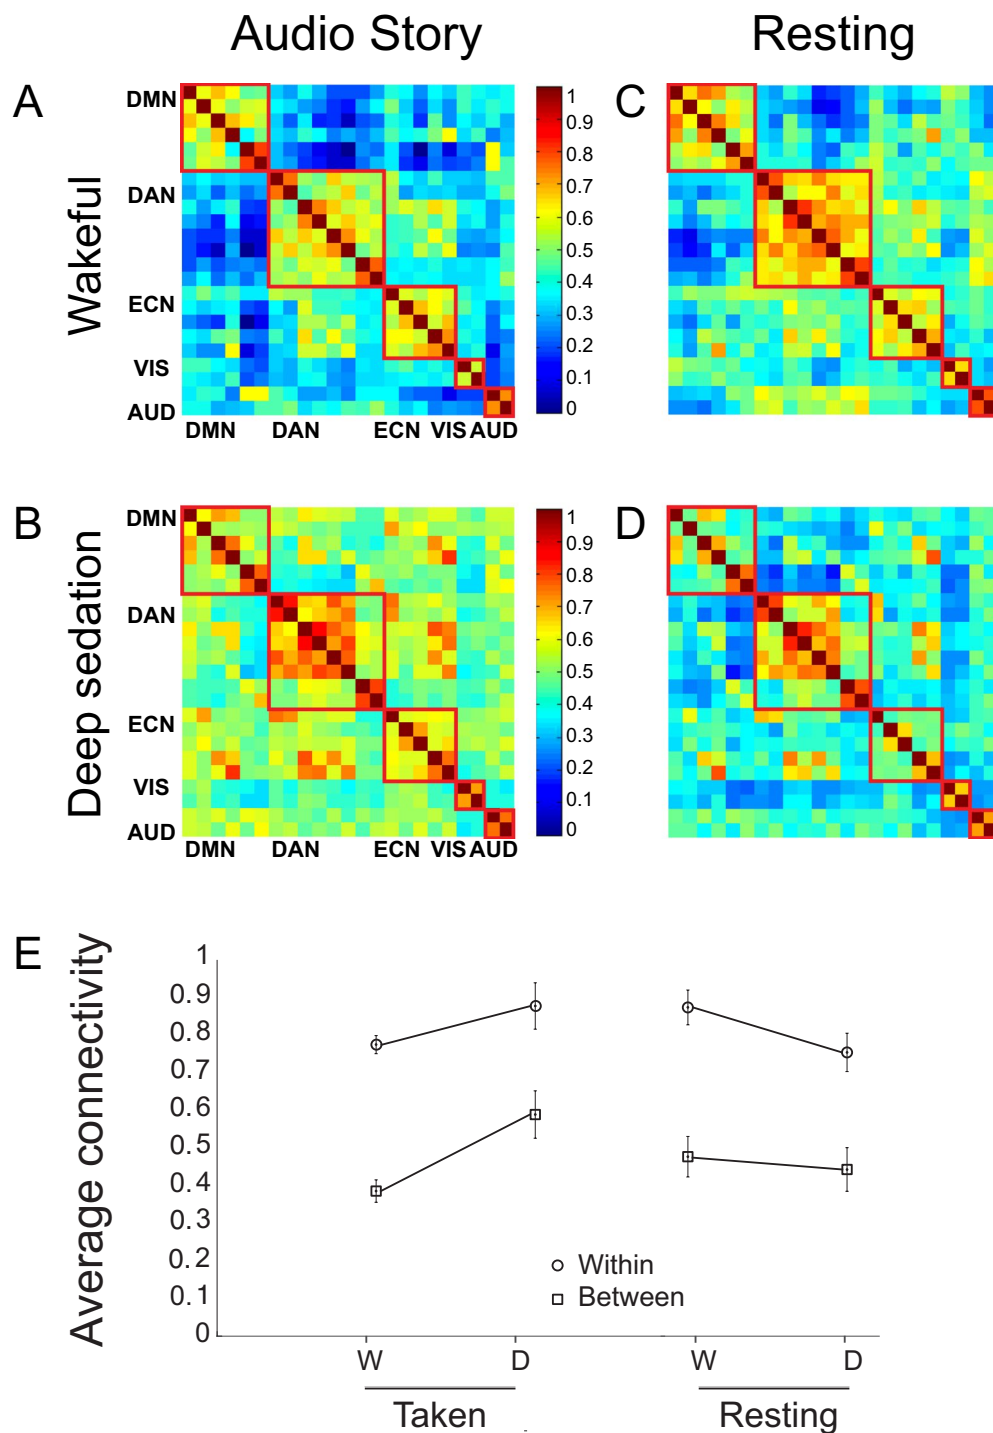 Audio Story
Resting
Wakeful
A
DMN
DAN
ECN
VIS
AUD
DMN DAN ECN VIS AUD
1
0.9
0.8
0.7
0.6
0.5
0.4
0.3
0.2
0.1
0
C
Deep sedation
B
DMN
DAN
ECN
VIS
AUD
DMN DAN ECN VIS AUD
1
0.9
0.8
0.7
0.6
0.5
0.4
0.3
0.2
0.1
0
D
E
Average connectivity
1
0.9
0.8
0.7
0.6
0.5
0.4
0.3
0.2
0.1
0
Within
Between
W D W D
Taken Resting